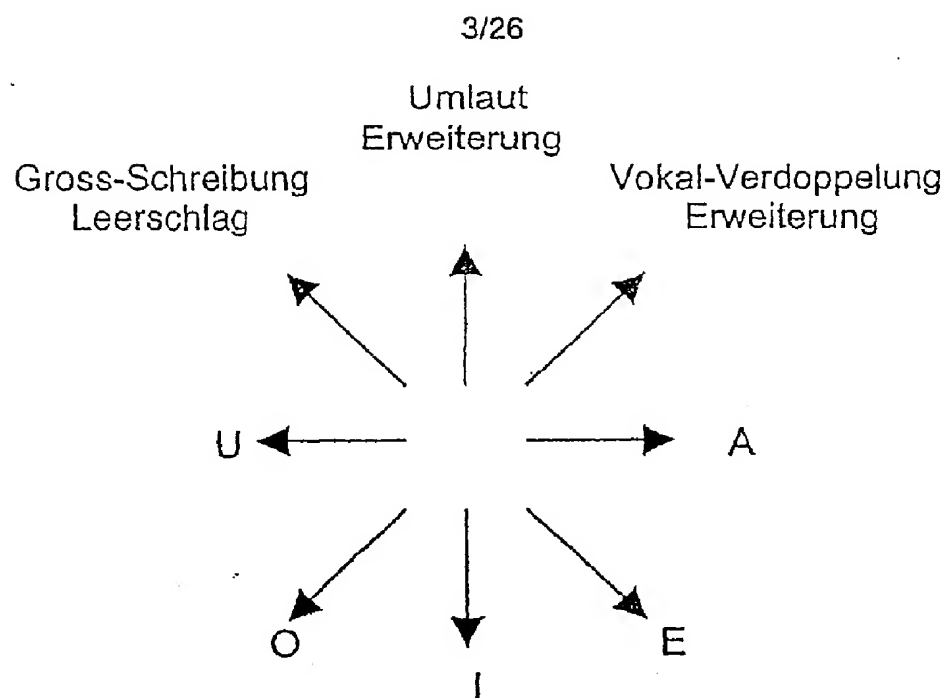 3/26
Umlaut
Erweiterung
Gross-Schreibung
Leerschlag
Vokal-Verdoppelung
Erweiterung
U
A
O
I
E